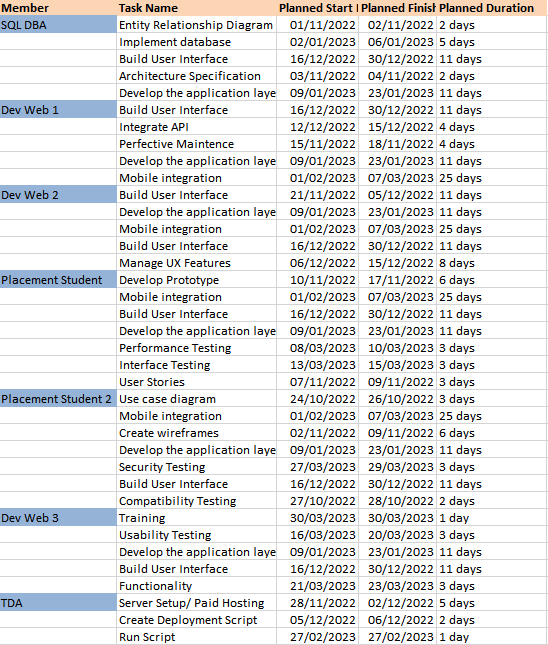 Member Task Name Planned Start Planned Finish Planned Duration
SQL DBA Entity Relationship Diagram 01/11/2022 02/11/2022 2 days
Implement database 02/01/2023 06/01/2023 5 days
Build User Interface 16/12/2022 30/12/2022 11 days
Architecture Specification 03/11/2022 04/11/2022 2 days
Develop the application laye 09/01/2023 23/01/2023 11 days
Dev Web 1 Build User Interface 16/12/2022 30/12/2022 11 days
Integrate API 12/12/2022 15/12/2022 4 days
Perfective Maintence 15/11/2022 18/11/2022 4 days
Develop the application laye 09/01/2023 23/01/2023 11 days
Mobile integration 01/02/2023 07/03/2023 25 days
Dev Web 2 Build User Interface 21/11/2022 05/12/2022 11 days
Develop the application laye 09/01/2023 23/01/2023 11 days
Mobile integration 01/02/2023 07/03/2023 25 days
Build User Interface 16/12/2022 30/12/2022 11 days
Manage UX Features 06/12/2022 15/12/2022 8 days
Placement Student Develop Prototype 10/11/2022 17/11/2022 6 days
Mobile integration 01/02/2023 07/03/2023 25 days
Build User Interface 16/12/2022 30/12/2022 11 days
Develop the application laye 09/01/2023 23/01/2023 11 days
Performance Testing 08/03/2023 10/03/2023 3 days
Interface Testing 13/03/2023 15/03/2023 3 days
User Stories 07/11/2022 09/11/2022 3 days
Placement Student 2 Use case diagram 24/10/2022 26/10/2022 3 days
Mobile integration 01/02/2023 07/03/2023 25 days
Create wireframes 02/11/2022 09/11/2022 6 days
Develop the application laye 09/01/2023 23/01/2023 11 days
Security Testing 27/03/2023 29/03/2023 3 days
Build User Interface 16/12/2022 30/12/2022 11 days
Compatibility Testing 27/10/2022 28/10/2022 2 days
Dev Web 3 Training 30/03/2023 30/03/2023 1 day
Usability Testing 16/03/2023 20/03/2023 3 days
Develop the application laye 09/01/2023 23/01/2023 11 days
Build User Interface 16/12/2022 30/12/2022 11 days
Functionality 21/03/2023 23/03/2023 3 days
TDA Server Setup/ Paid Hosting 28/11/2022 02/12/2022 5 days
Create Deployment Script 05/12/2022 06/12/2022 2 days
Run Script 27/02/2023 27/02/2023 1 day